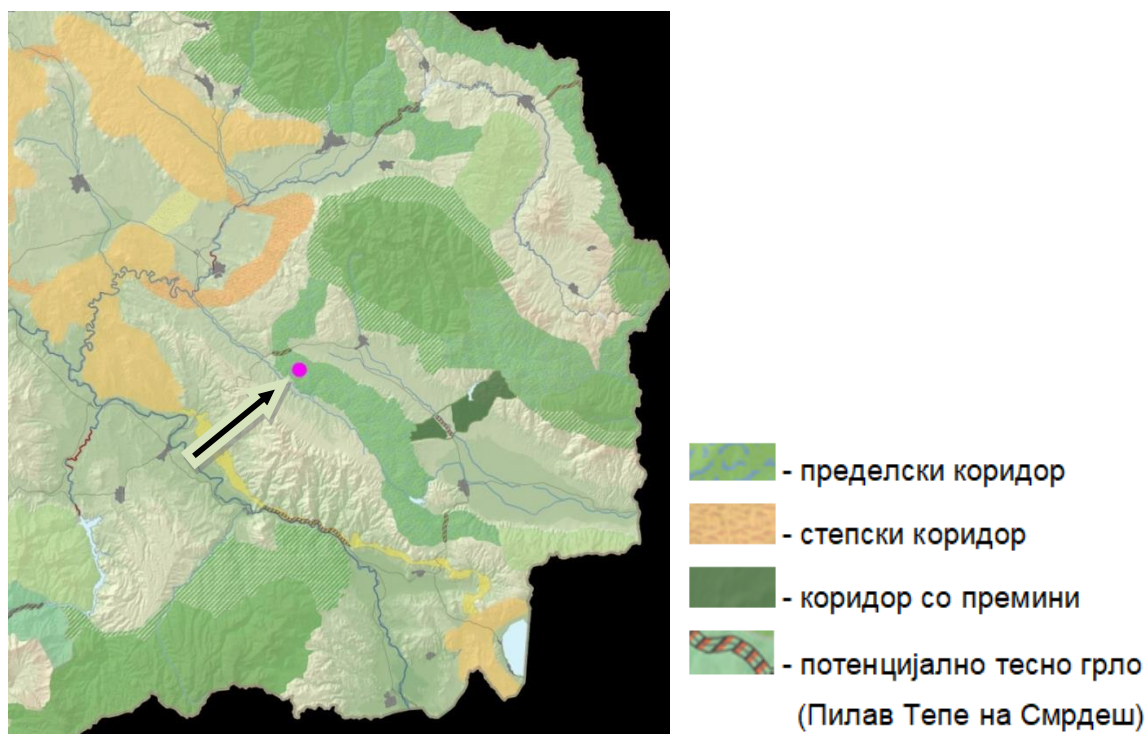 - пределски коридор
- степски коридор
- коридор со премини
- потенцијално тесно грло
(Пилав Тепе на Смрдеш)